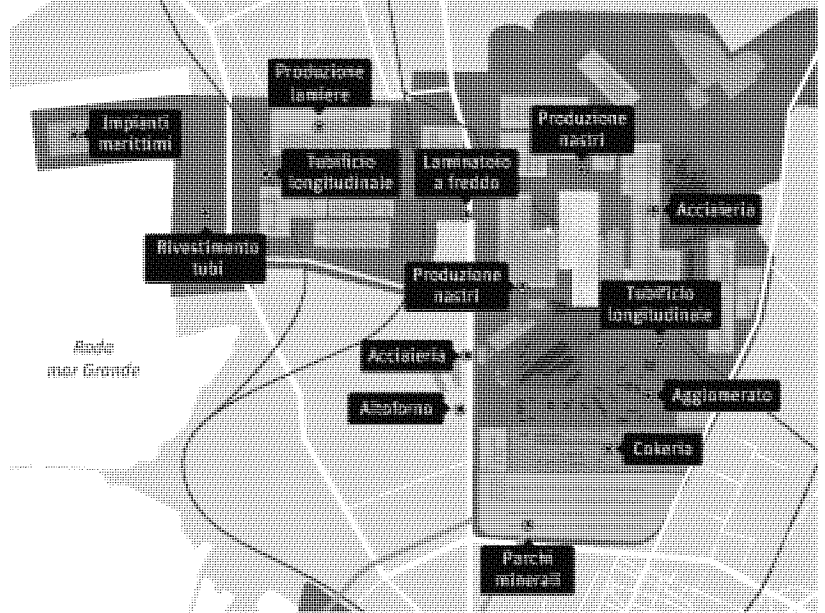 Produzione
lamiere
Impianti
marittimi
Produzione
nastri
Tubificio
longitudinale
Laminatoio
a freddo
Acciaieria
Rivestimento
tubi
Produzione
nastri
Tubificio
longitudinale
Rada
mar Grande
Acciaieria
Altoforno
Agglomerato
Cokeria
Parchi
minerali